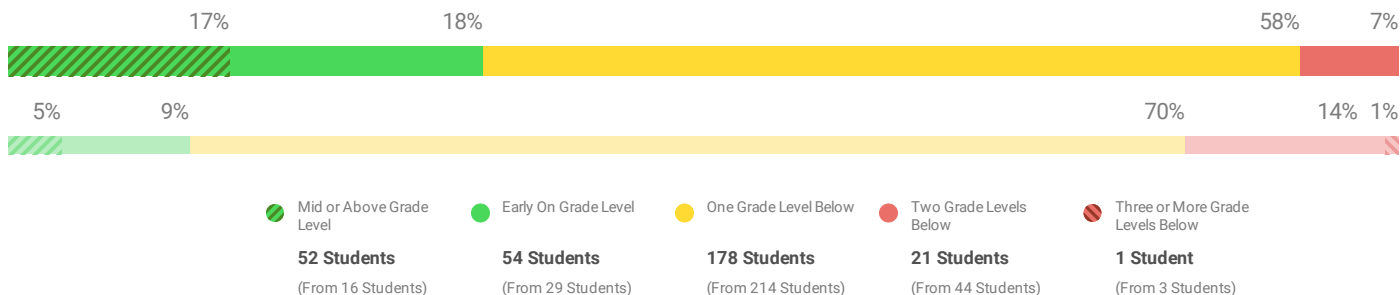 17% 18% 58% 7%
5% 9% 70% 14% 1%
Mid or Above Grade Level
52 Students
(From 16 Students)
Early On Grade Level
54 Students
(From 29 Students)
One Grade Level Below
178 Students
(From 214 Students)
Two Grade Levels Below
21 Students
(From 44 Students)
Three or More Grade Levels Below
1 Student
(From 3 Students)